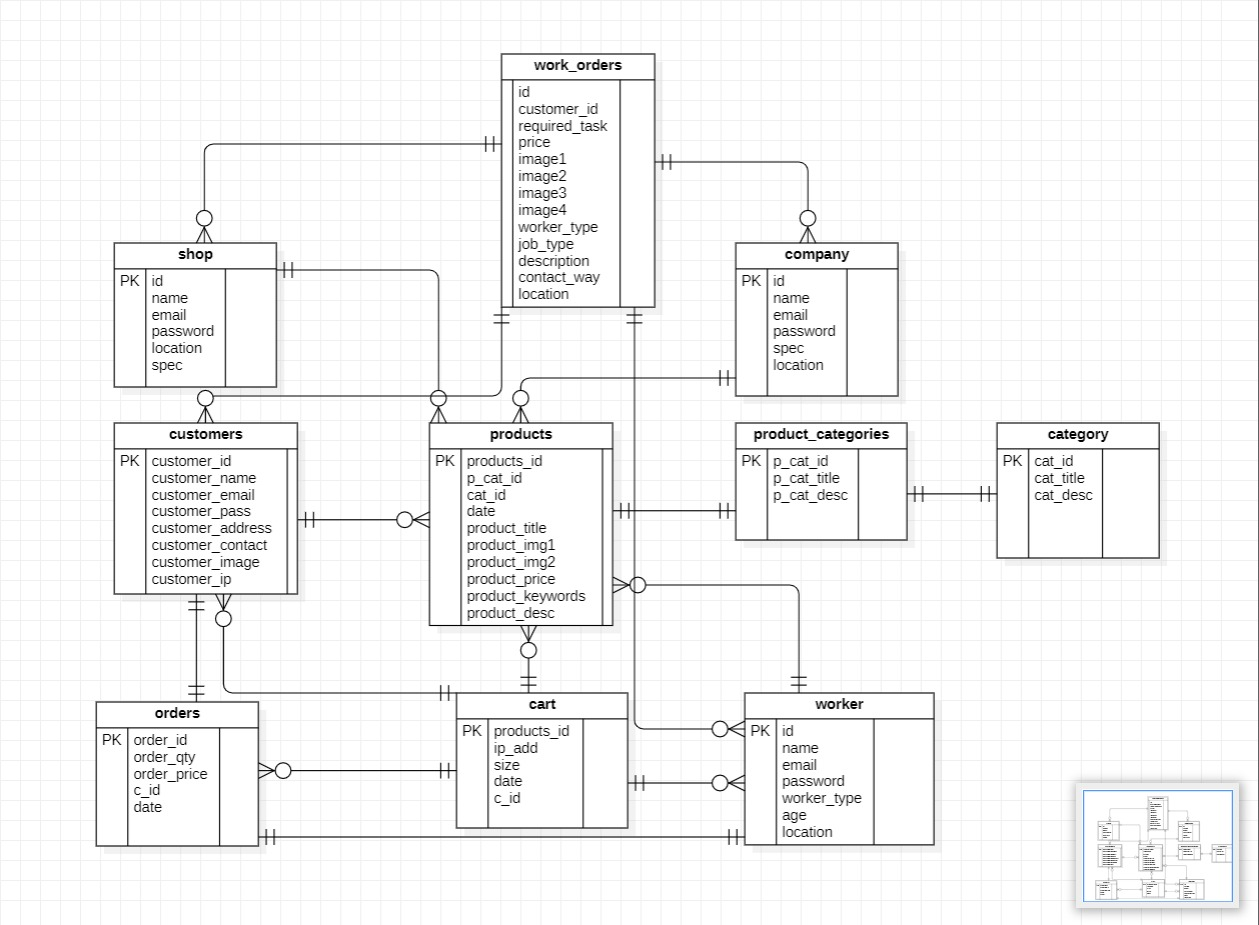 work_orders
id
customer_id
required_task
price
image1
image2
image3
image4
worker_type
job_type
description
contact_way
location
shop
PK id
name
email
password
location
spec
company
PK id
name
email
password
spec
location
customers
PK customer_id
customer_name
customer_email
customer_pass
customer_address
customer_contact
customer_image
customer_ip
products
PK products_id
p_cat_id
cat_id
date
product_title
product_img1
product_img2
product_price
product_keywords
product_desc
product_categories
PK p_cat_id
p_cat_title
p_cat_desc
category
PK cat_id
cat_title
cat_desc
orders
PK order_id
order_qty
order_price
c_id
date
cart
PK products_id
ip_add
size
date
c_id
worker
PK id
name
email
password
worker_type
age
location